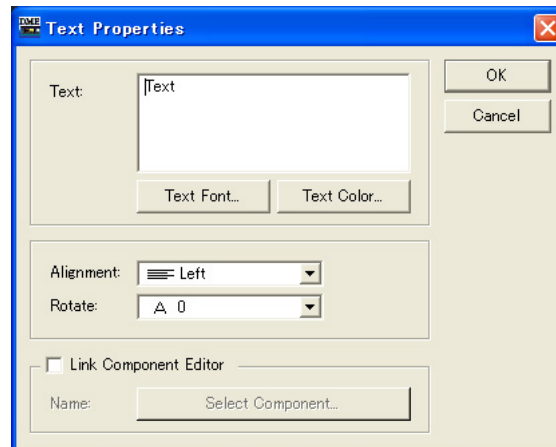 DME
Text Properties
Text:
Text
OK
Cancel
Text Font...
Text Color...
Alignment:
Left
Rotate:
A 0
Link Component Editor
Name:
Select Component...